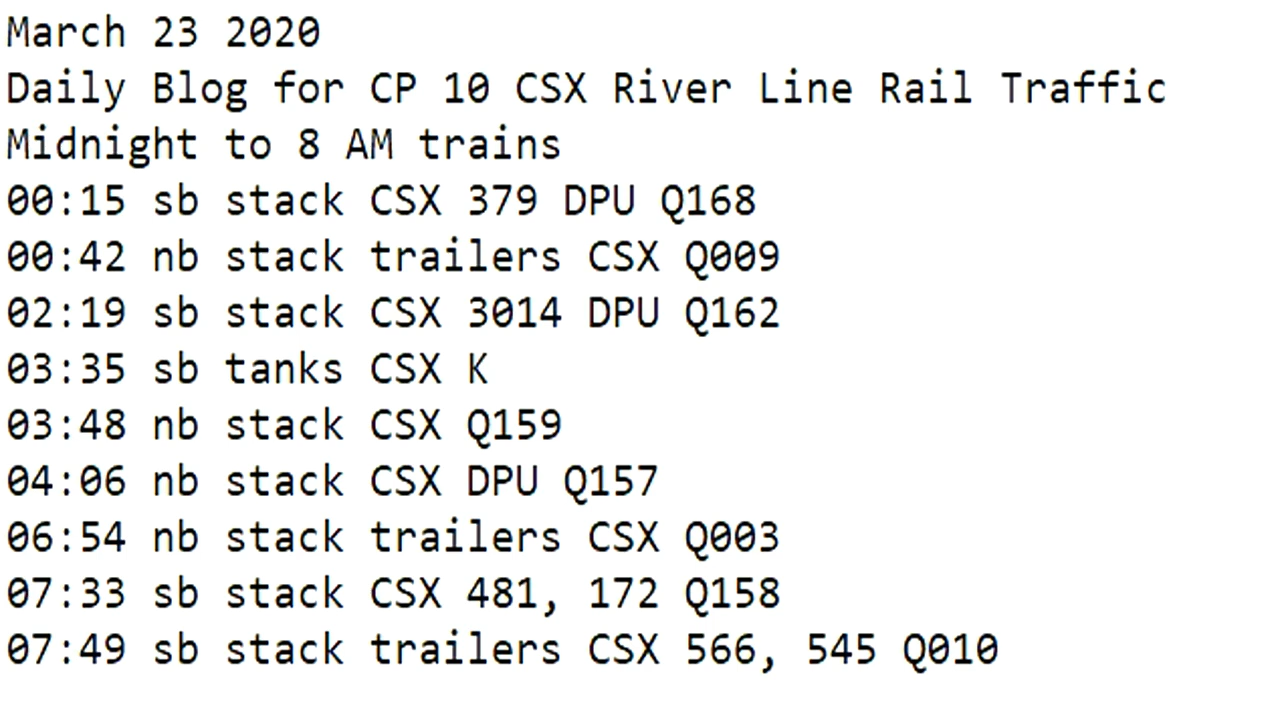 March 23 2020
Daily Blog for CP 10 CSX River Line Rail Traffic
Midnight to 8 AM trains
00:15 sb stack CSX 379 DPU Q168
00:42 nb stack trailers CSX Q009
02:19 sb stack CSX 3014 DPU Q162
03:35 sb tanks CSX K
03:48 nb stack CSX Q159
04:06 nb stack CSX DPU Q157
06:54 nb stack trailers CSX Q003
07:33 sb stack CSX 481, 172 Q158
07:49 sb stack trailers CSX 566, 545 Q010